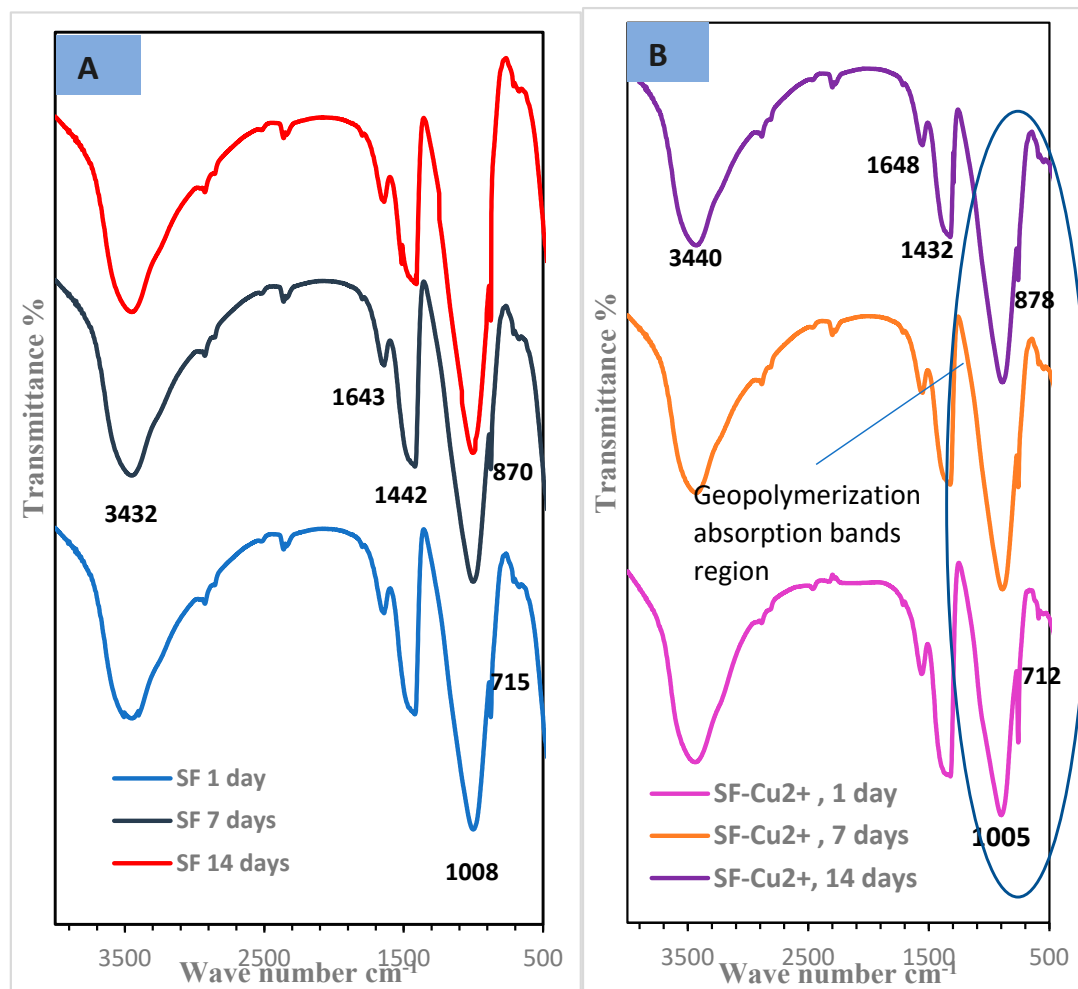 A
Transmittance %
3432
1643
1442
870
715
1008
SF 1 day
SF 7 days
SF 14 days
3500
2500
1500
500
Wave number cm-1
B
Transmittance %
3440
1648
1432
878
Geopolymerization
absorption bands
region
712
1005
SF-Cu2+ , 1 day
SF-Cu2+ , 7 days
SF-Cu2+, 14 days
3500
2500
1500
500
Wave number cm-1